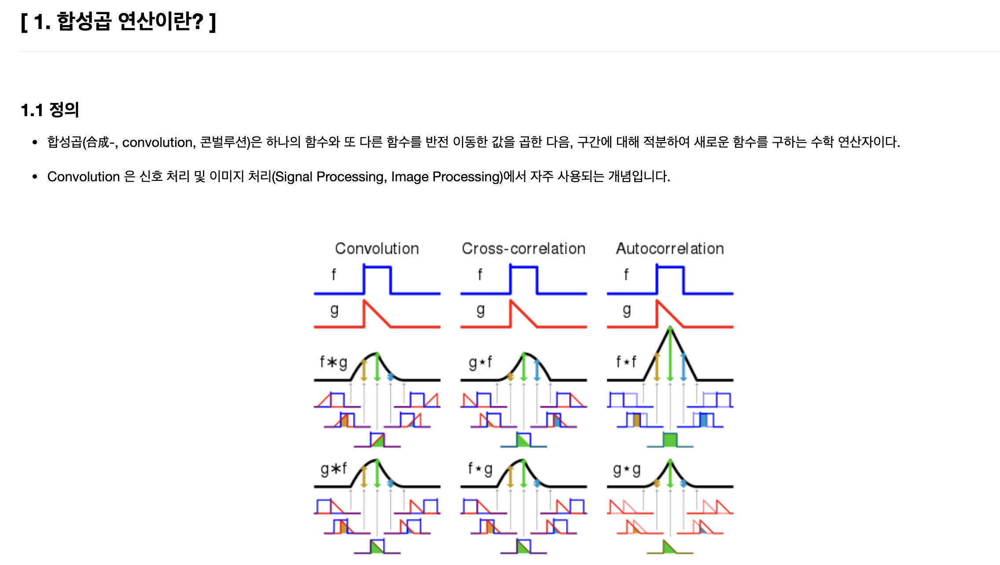 [ 1. 합성곱 연산이란? ]
1.1 정의
• 합성곱(合成-, convolution, 콘벌루션)은 하나의 함수와 또 다른 함수를 반전 이동한 값을 곱한 다음, 구간에 대해 적분하여 새로운 함수를 구하는 수학 연산자이다.
• Convolution 은 신호 처리 및 이미지 처리(Signal Processing, Image Processing)에서 자주 사용되는 개념입니다.
Convolution Cross-correlation Autocorrelation
f f f
g g g
f∗g g⋆f f⋆f
g∗f f⋆g g⋆g